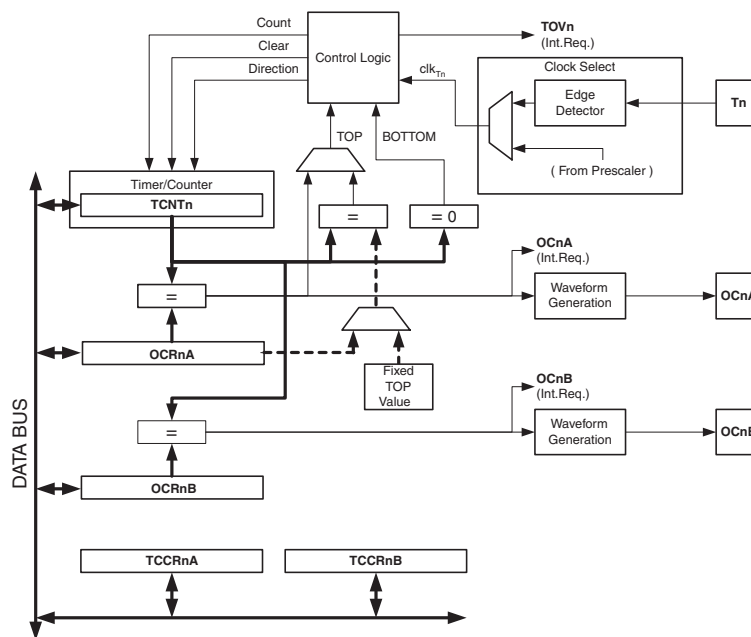 Count
Clear
Direction
Control Logic
TOVn
(Int.Req.)
clkTn
Clock Select
Edge
Detector
Tn
( From Prescaler )
TOP
BOTTOM
Timer/Counter
TCNTn
=
= 0
OCnA
(Int.Req.)
=
Waveform
Generation
OCnA
OCRnA
Fixed
TOP
Value
OCnB
(Int.Req.)
=
Waveform
Generation
OCnB
OCRnB
DATA BUS
TCCRnA
TCCRnB